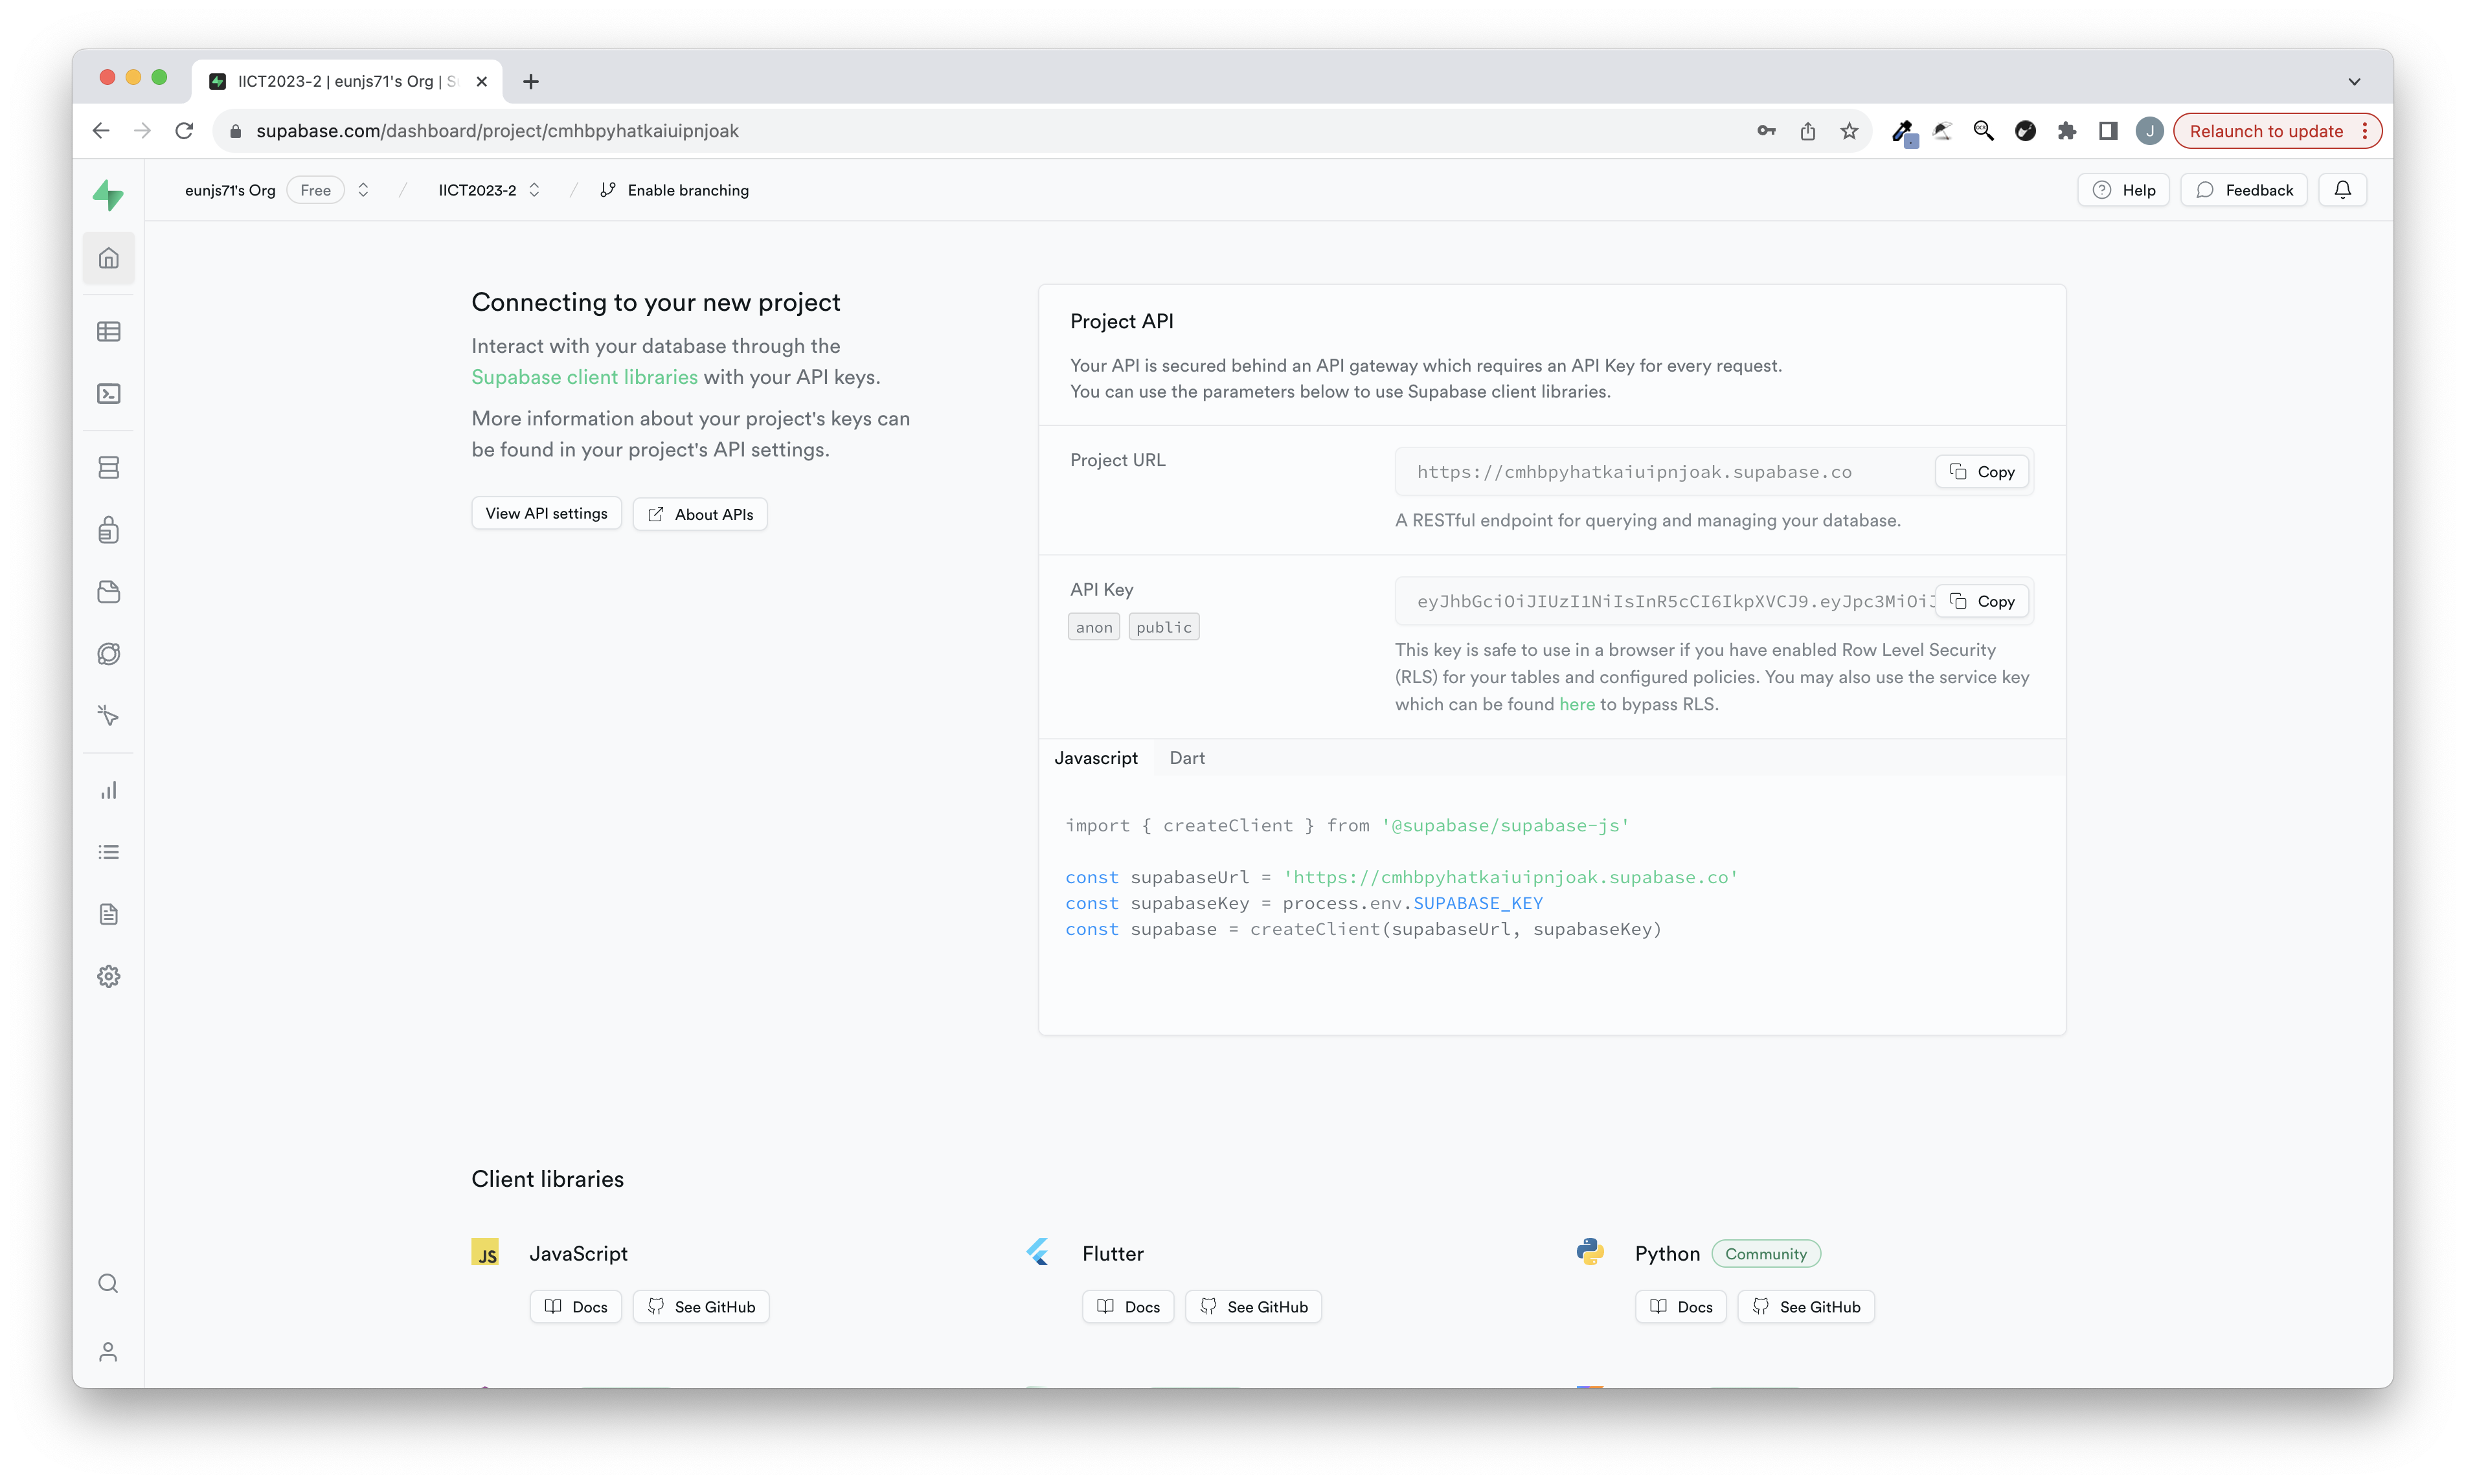 IICT2023-2 | eunjs71's Org | S
supabase.com/dashboard/project/cmhbpyhatkaiuipnjoak
J
Relaunch to update
eunjs71's Org Free / IICT2023-2 / Enable branching
Help
Feedback
Connecting to your new project
Interact with your database through the
Supabase client libraries with your API keys.
More information about your project's keys can
be found in your project's API settings.
View API settings
About APIs
Project API
Your API is secured behind an API gateway which requires an API Key for every request.
You can use the parameters below to use Supabase client libraries.
Project URL
https://cmhbpyhatkaiuipnjoak.supabase.co
Copy
A RESTful endpoint for querying and managing your database.
API Key
anon public
eyJhbGciOiJIUzI1NiIsInR5cCI6IkpXVCJ9.eyJpc3MiOiJ
Copy
This key is safe to use in a browser if you have enabled Row Level Security
(RLS) for your tables and configured policies. You may also use the service key
which can be found here to bypass RLS.
Javascript Dart
import { createClient } from '@supabase/supabase-js'
const supabaseUrl = 'https://cmhbpyhatkaiuipnjoak.supabase.co'
const supabaseKey = process.env.SUPABASE_KEY
const supabase = createClient(supabaseUrl, supabaseKey)
Client libraries
JS JavaScript
Docs See GitHub
Flutter
Docs See GitHub
Python Community
Docs See GitHub